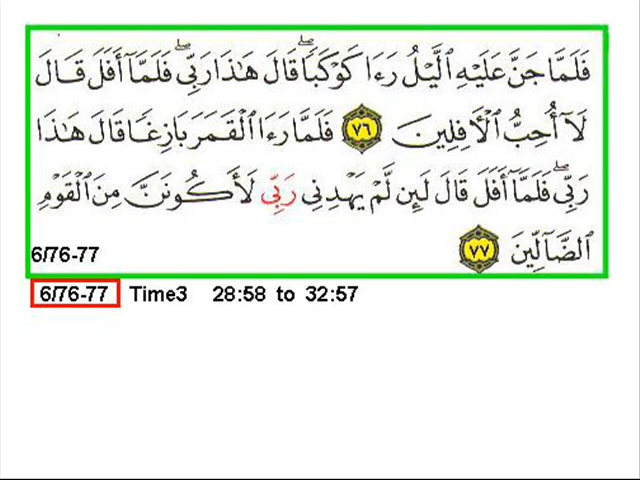 فَلَمَّا جَنَّ عَلَيْهِ ٱلَّيْلُ رَءَا كَوْكَبًا ۖ قَالَ هَٰذَا رَبِّى ۖ فَلَمَّآ أَفَلَ قَالَ
لَآ أُحِبُّ ٱلْأٓفِلِينَ ٧٦ فَلَمَّا رَءَا ٱلْقَمَرَ بَازِغًا قَالَ هَٰذَا
رَبِّى ۖ فَلَمَّآ أَفَلَ قَالَ لَئِن لَّمْ يَهْدِنِى رَبِّى لَأَكُونَنَّ مِنَ ٱلْقَوْمِ
ٱلضَّآلِّينَ ٧٧
6/76-77
6/76-77 Time3 28:58 to 32:57